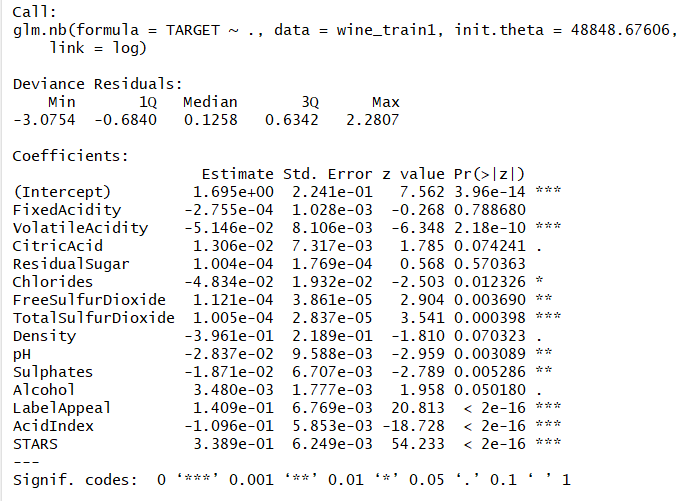 Call:
glm.nb(formula = TARGET ~ ., data = wine_train1, init.theta = 48848.67606,
    link = log)

Deviance Residuals:
    Min       1Q   Median       3Q      Max
-3.0754  -0.6840   0.1258   0.6342   2.2807

Coefficients:
                     Estimate Std. Error z value Pr(>|z|)
(Intercept)         1.695e+00  2.241e-01   7.562 3.96e-14 ***
FixedAcidity       -2.755e-04  1.028e-03  -0.268 0.788680
VolatileAcidity    -5.146e-02  8.106e-03  -6.348 2.18e-10 ***
CitricAcid          1.306e-02  7.317e-03   1.785 0.074241 .
ResidualSugar       1.004e-04  1.769e-04   0.568 0.570363
Chlorides          -4.834e-02  1.932e-02  -2.503 0.012326 *
FreeSulfurDioxide   1.121e-04  3.861e-05   2.904 0.003690 **
TotalSulfurDioxide  1.005e-04  2.837e-05   3.541 0.000398 ***
Density            -3.961e-01  2.189e-01  -1.810 0.070323 .
pH                 -2.837e-02  9.588e-03  -2.959 0.003089 **
Sulphates          -1.871e-02  6.707e-03  -2.789 0.005286 **
Alcohol             3.480e-03  1.777e-03   1.958 0.050180 .
LabelAppeal         1.409e-01  6.769e-03  20.813  < 2e-16 ***
AcidIndex          -1.096e-01  5.853e-03 -18.728  < 2e-16 ***
STARS               3.389e-01  6.249e-03  54.233  < 2e-16 ***
---
Signif. codes:  0 ‘***’ 0.001 ‘**’ 0.01 ‘*’ 0.05 ‘.’ 0.1 ‘ ’ 1